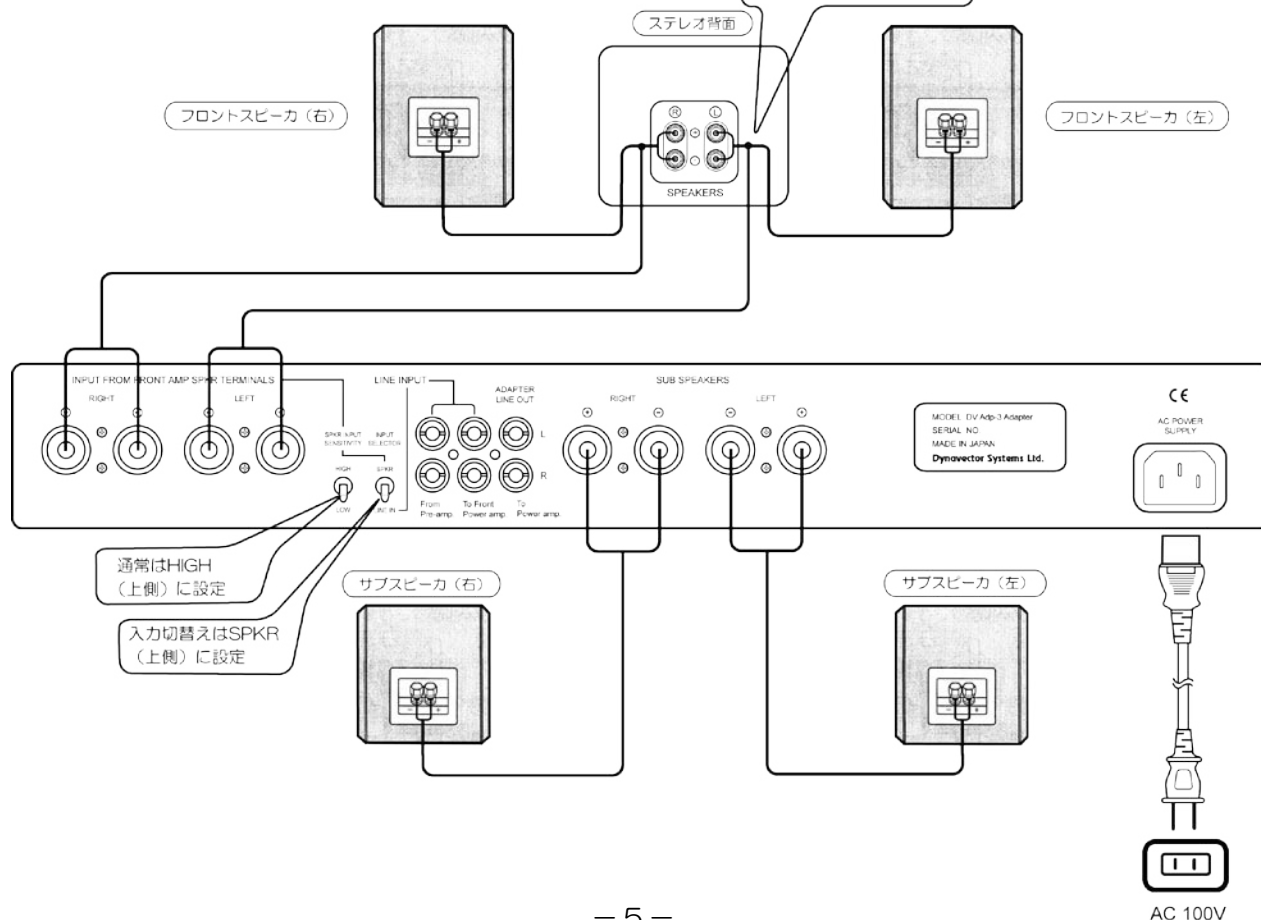 ステレオ背面
フロントスピーカ（右）
フロントスピーカ（左）
R L
+
−
SPEAKERS
− +
− +
INPUT FROM FRONT AMP SPKR TERMINALS
RIGHT
LEFT
SPKR INPUT
SENSITIVITY
INPUT
SELECTOR
HIGH
LOW
SPKR
LINE IN
LINE INPUT
ADAPTER
LINE OUT
L
R
From
Pre-amp.
To Front
Power amp.
To
Power amp.
SUB SPEAKERS
RIGHT
LEFT
MODEL DV Adp-3 Adapter
SERIAL NO
MADE IN JAPAN
Dynavector Systems Ltd.
CE
AC POWER
SUPPLY
通常はHIGH
（上側）に設定
入力切替えはSPKR
（上側）に設定
サブスピーカ（右）
サブスピーカ（左）
− +
− +
AC 100V
－5－